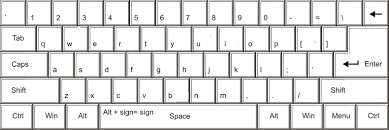 ` 1 2 3 4 5 6 7 8 9 0 - = \
Tab q w e r t y u i o p [ ]
Caps a s d f g h j k l ; ' Enter
Shift z x c v b n m , . / Shift
Ctrl Win Alt Alt + sign= sign Space Alt Win Menu Ctrl